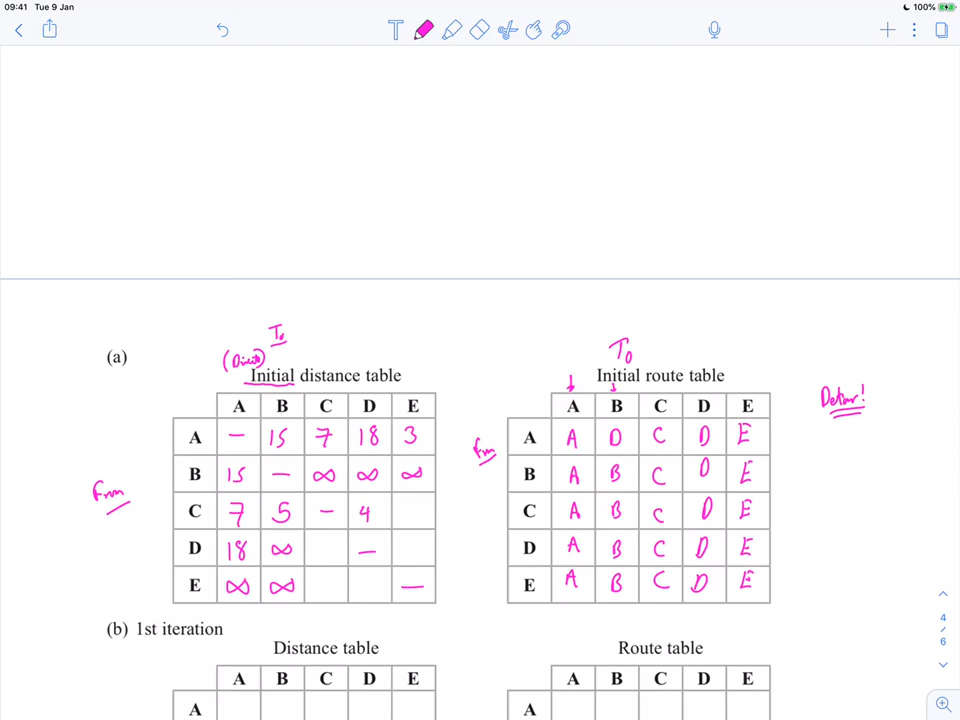 09:41 Tue 9 Jan
100%
T
(a)
To
(Direct)
Initial distance table
A B C D E
A – 15 7 18 3
B 15 – ∞ ∞ ∞
C 7 5 – 4
D 18 ∞ –
E ∞ ∞ –
From
To
Initial route table
A B C D E
A A D C D E
B A B C D E
C A B C D E
D A B C D E
E A B C D E
From
Detour!
(b) 1st iteration
Distance table
A B C D E
A
Route table
A B C D E
A
4
/
6